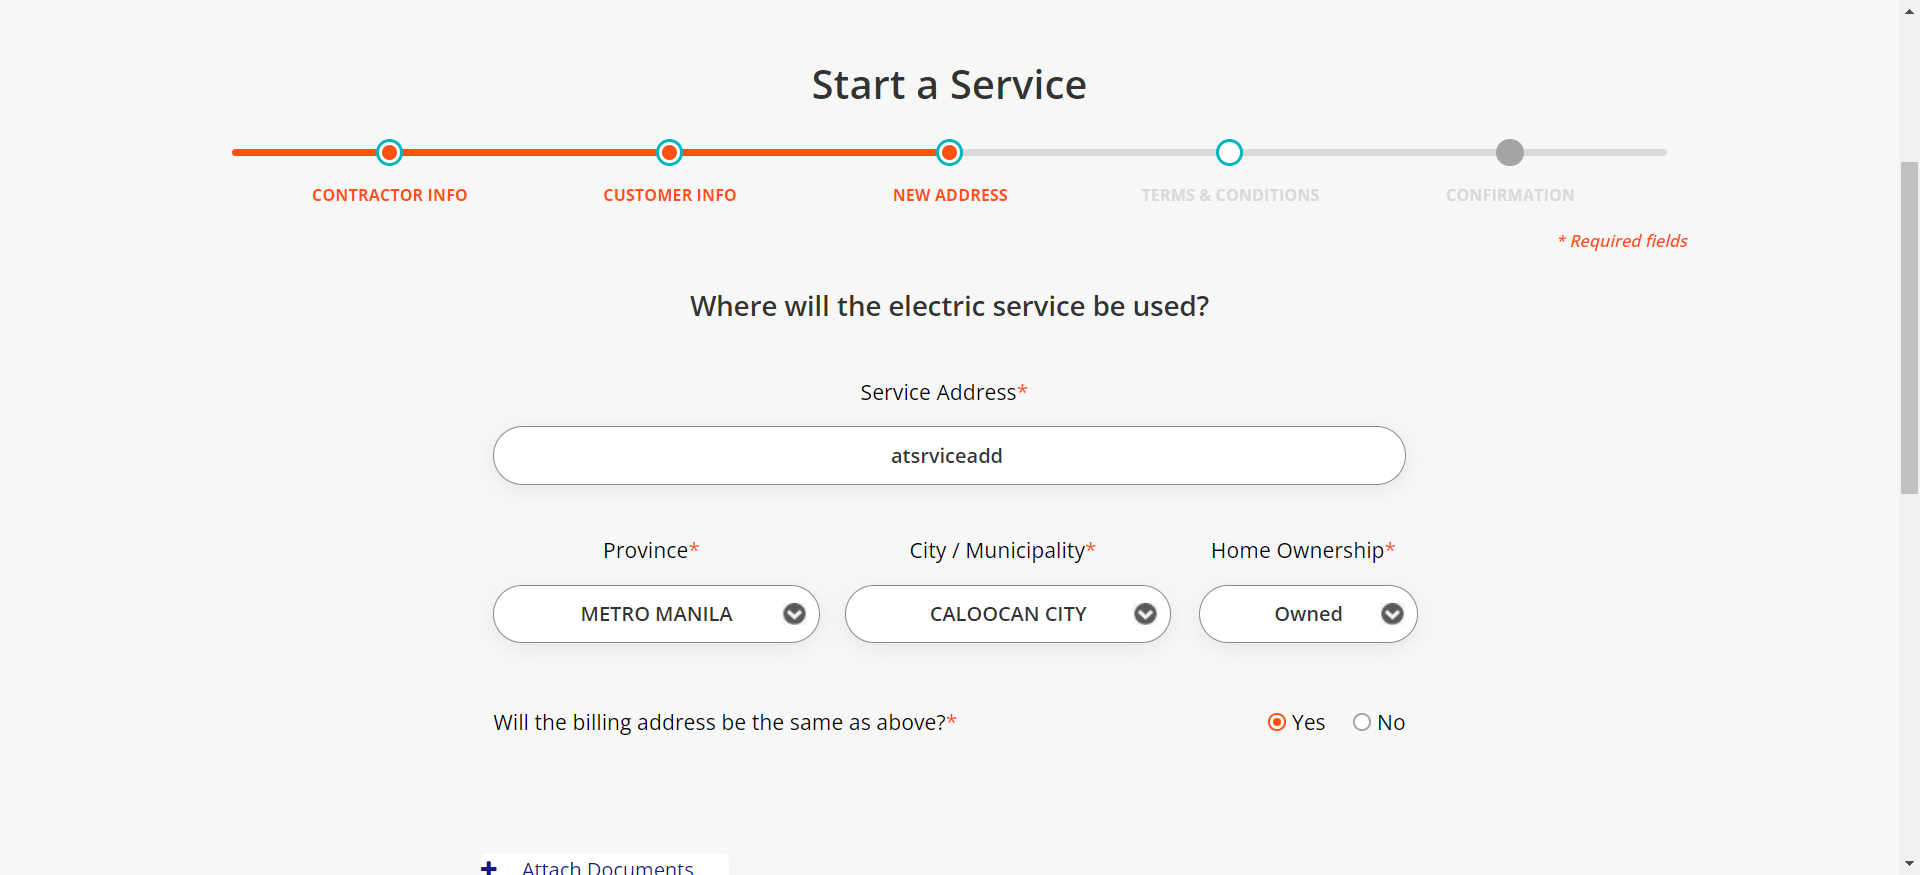 Start a Service
CONTRACTOR INFO
CUSTOMER INFO
NEW ADDRESS
TERMS & CONDITIONS
CONFIRMATION
* Required fields
Where will the electric service be used?
Service Address*
atsrviceadd
Province*
City / Municipality*
Home Ownership*
METRO MANILA
CALOOCAN CITY
Owned
Will the billing address be the same as above?*
Yes
No
Attach Documents